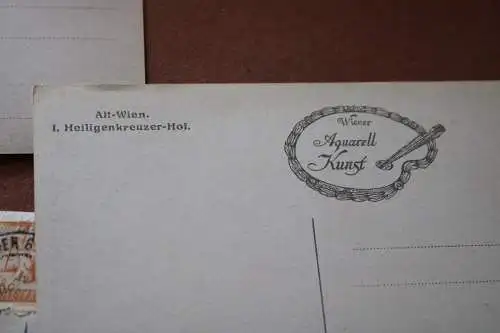 Alt-Wien.
I. Heiligenkreuzer-Hof.
Wiener
Aquarell
Kunst